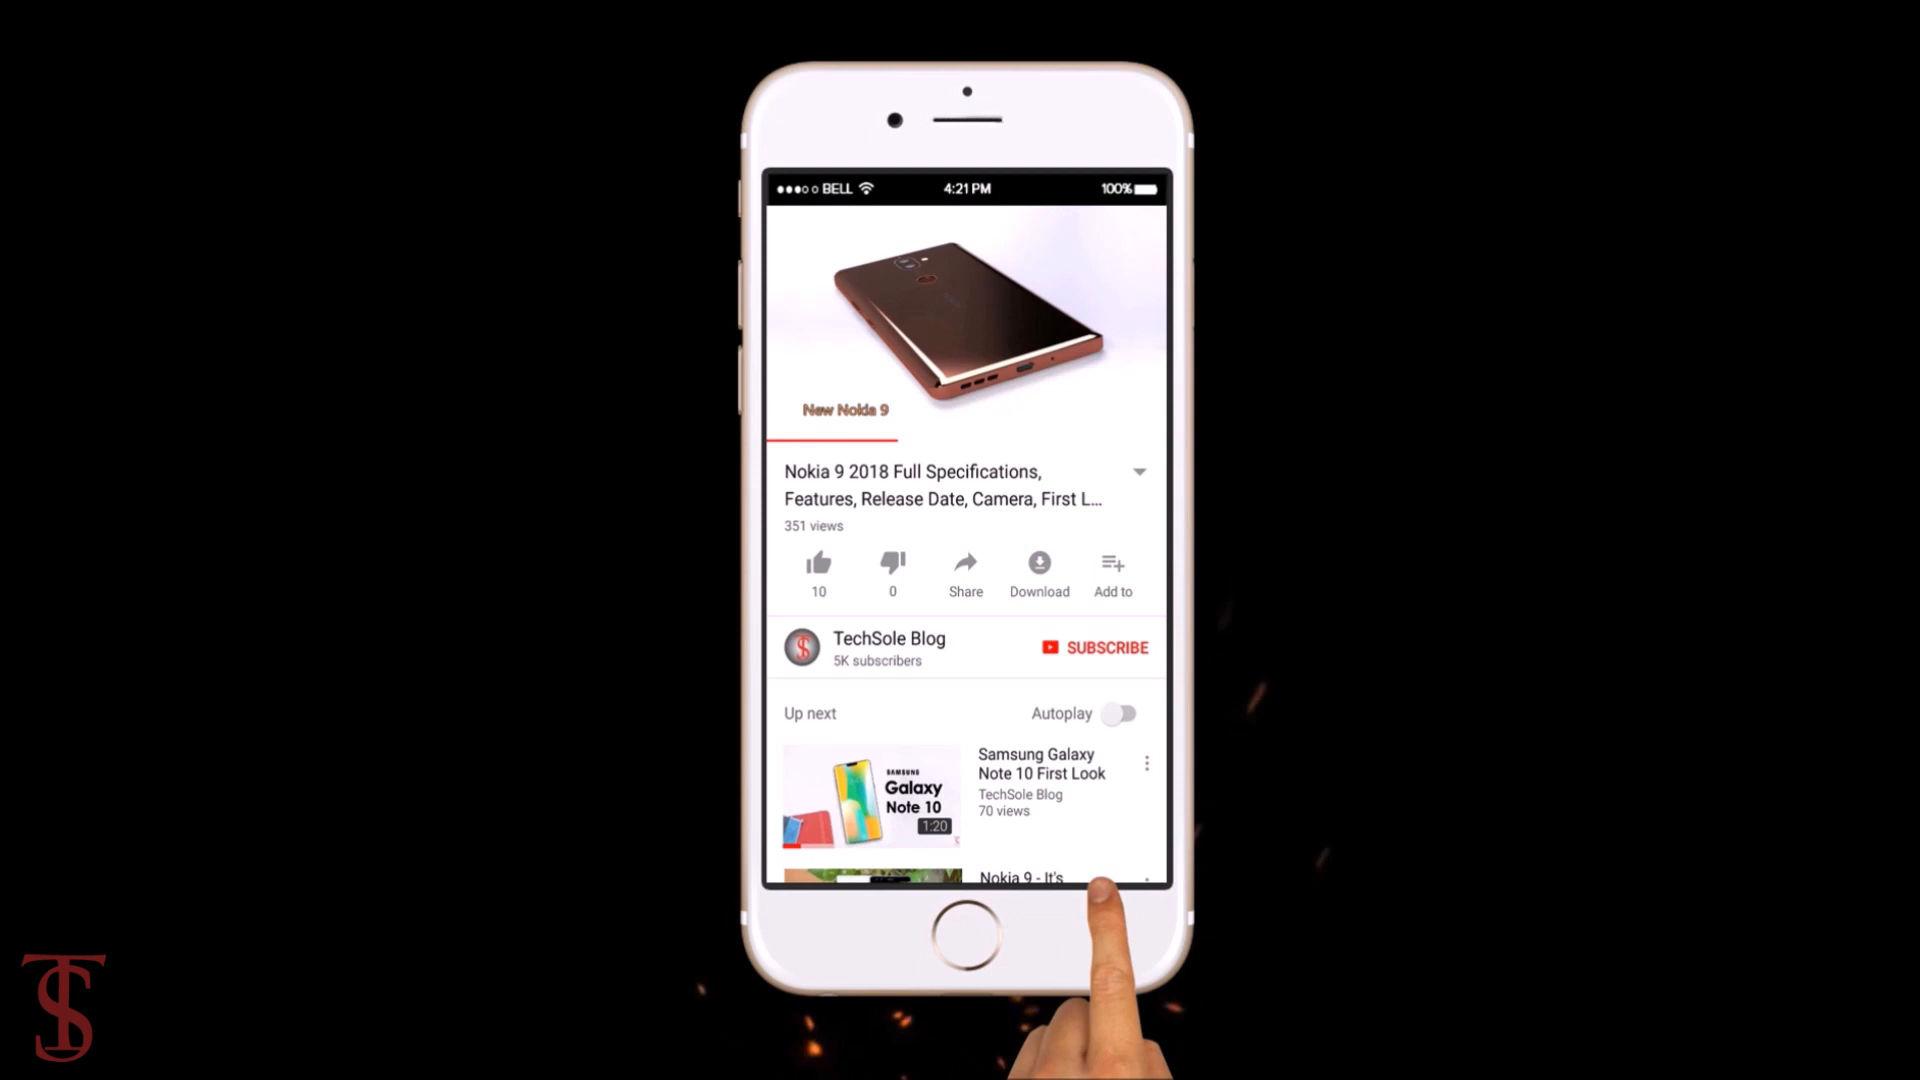 BELL
4:21 PM
100%
New Nokia 9
Nokia 9 2018 Full Specifications,
Features, Release Date, Camera, First L...
351 views
10
0
Share
Download
Add to
TechSole Blog
5K subscribers
SUBSCRIBE
Up next
Autoplay
SAMSUNG
Galaxy
Note 10
1:20
Samsung Galaxy
Note 10 First Look
TechSole Blog
70 views
Nokia 9 - It's
TS